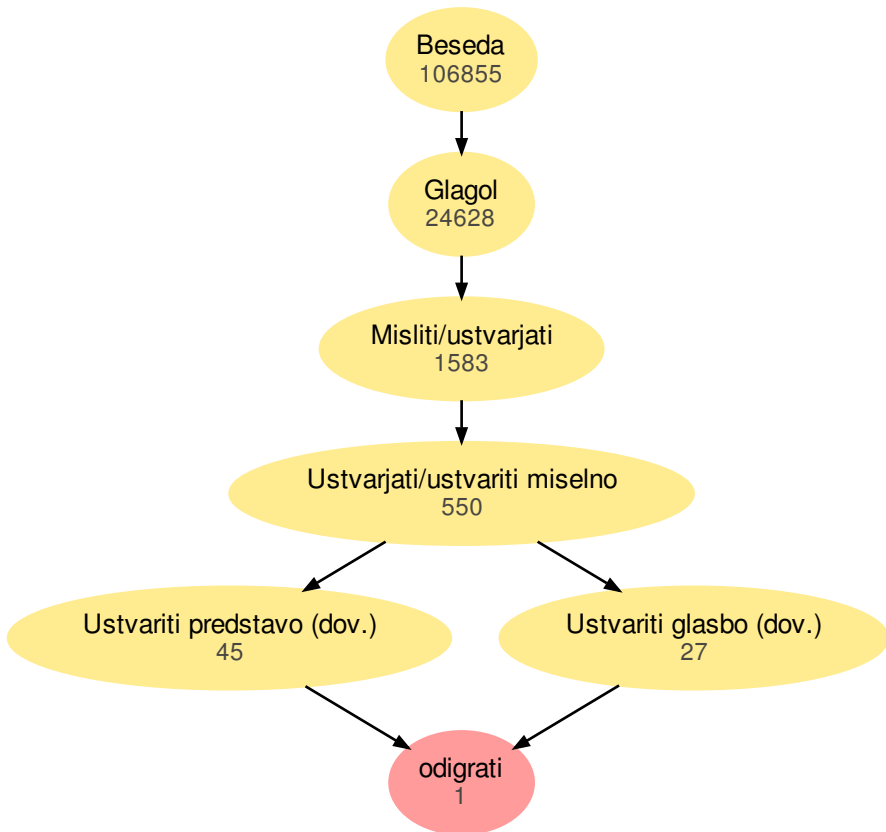 Beseda
106855
Glagol
24628
Misliti/ustvarjati
1583
Ustvarjati/ustvariti miselno
550
Ustvariti predstavo (dov.)
45
Ustvariti glasbo (dov.)
27
odigrati
1